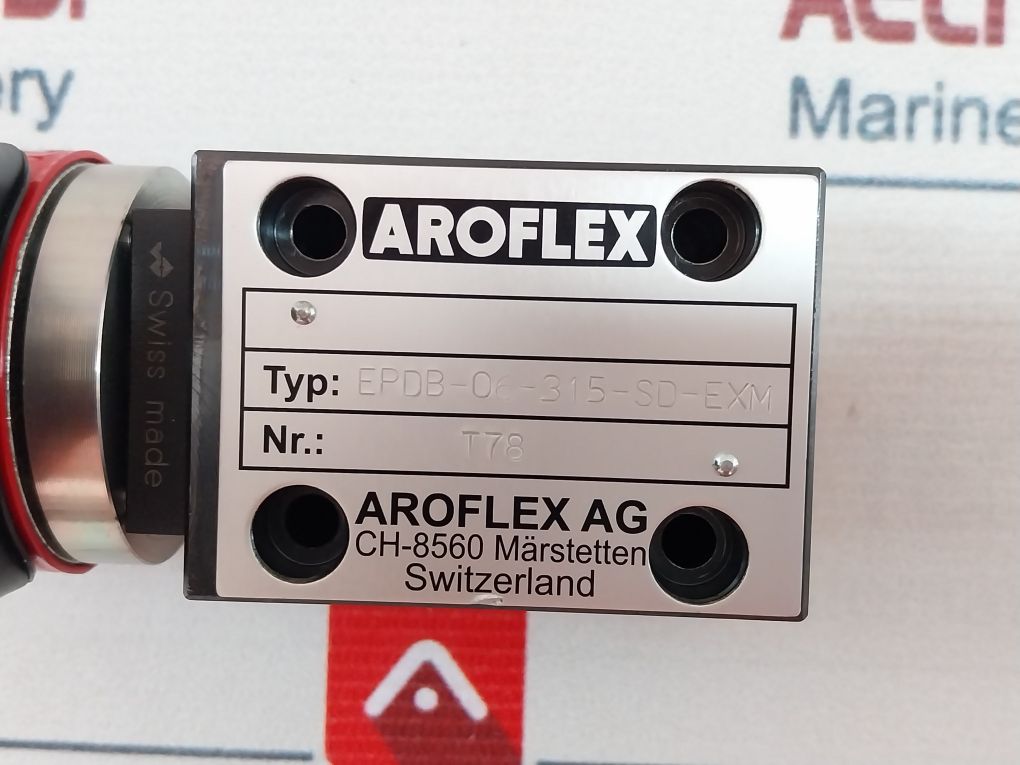 ery
Marine
AROFLEX
Typ: EPDB-06-315-SD-EXM
Nr.: T78
AROFLEX AG
CH-8560 Märstetten
Switzerland
Swiss made